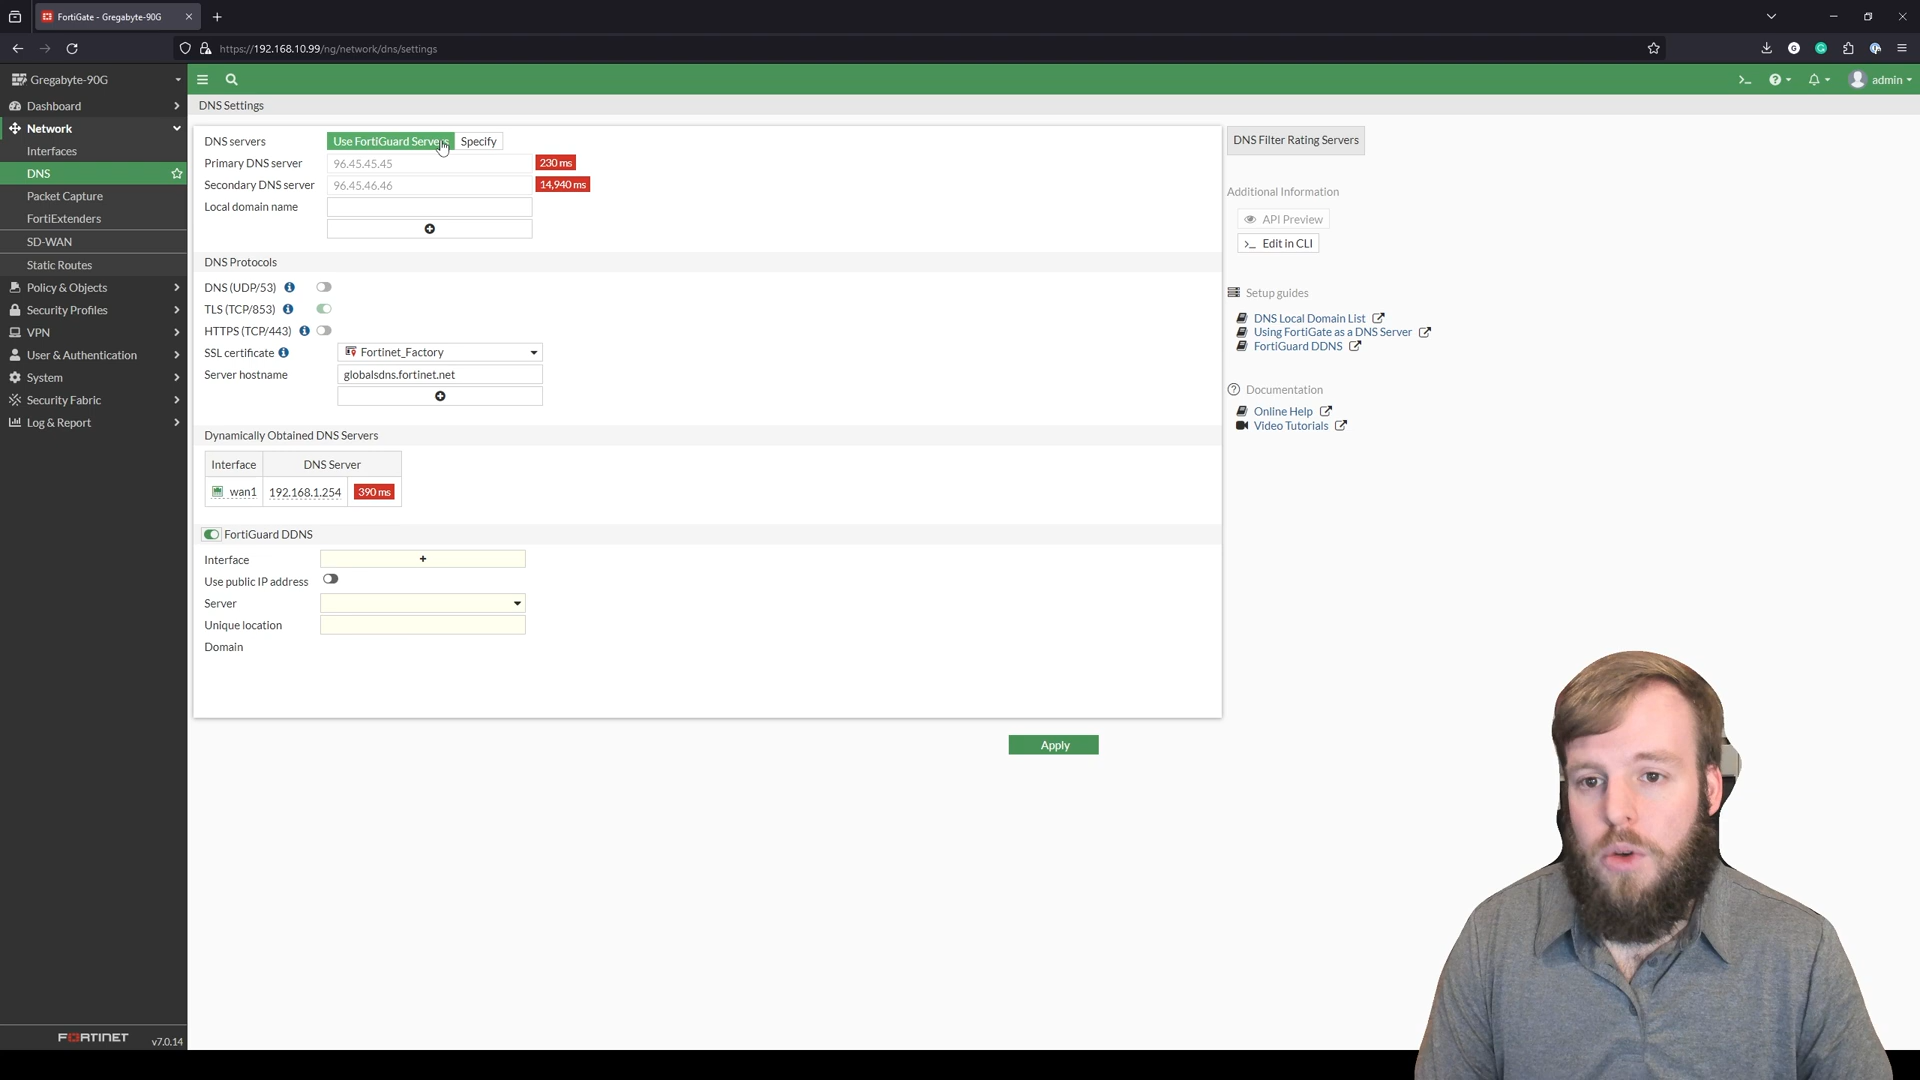 FortiGate - Gregabyte-90G
https://192.168.10.99/ng/network/dns/settings
Gregabyte-90G
admin
Dashboard
Network
Interfaces
DNS
Packet Capture
FortiExtenders
SD-WAN
Static Routes
Policy & Objects
Security Profiles
VPN
User & Authentication
System
Security Fabric
Log & Report
FORTINET v7.0.14
DNS Settings
DNS servers Use FortiGuard Servers Specify
Primary DNS server 96.45.45.45 230 ms
Secondary DNS server 96.45.46.46 14,940 ms
Local domain name
DNS Protocols
DNS (UDP/53)
TLS (TCP/853)
HTTPS (TCP/443)
SSL certificate Fortinet_Factory
Server hostname globalsdns.fortinet.net
Dynamically Obtained DNS Servers
Interface DNS Server
wan1 192.168.1.254 390 ms
FortiGuard DDNS
Interface
Use public IP address
Server
Unique location
Domain
Apply
DNS Filter Rating Servers
Additional Information
API Preview
>_ Edit in CLI
Setup guides
DNS Local Domain List
Using FortiGate as a DNS Server
FortiGuard DDNS
Documentation
Online Help
Video Tutorials